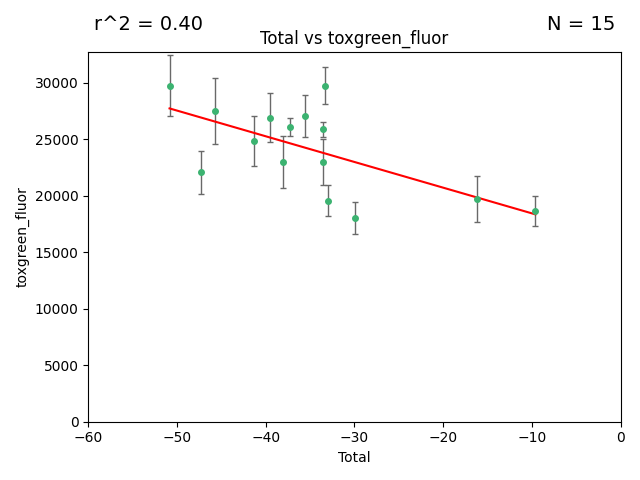 r^2 = 0.40
N = 15
Total vs toxgreen_fluor
30000
25000
20000
15000
10000
5000
0
toxgreen_fluor
−60
−50
−40
−30
−20
−10
0
Total